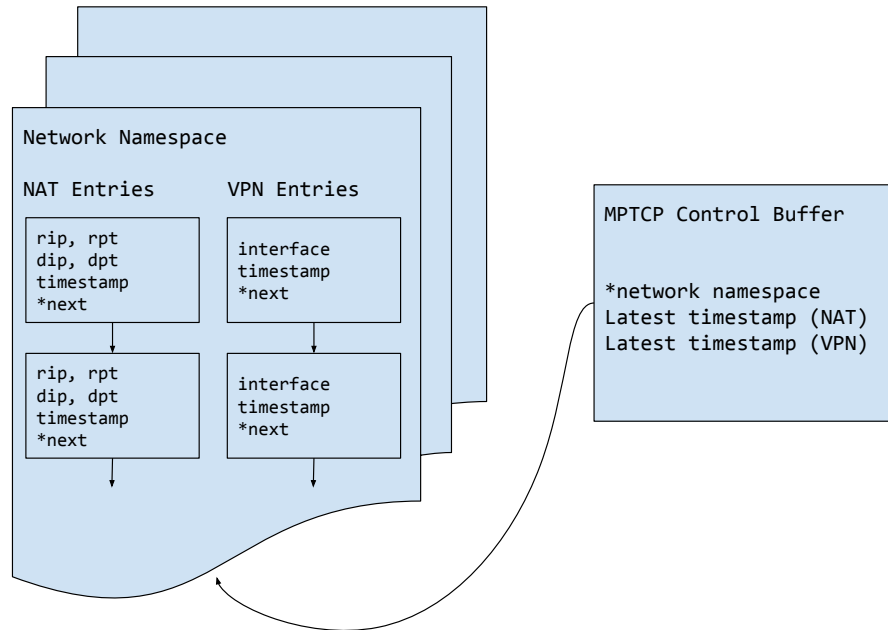 Network Namespace
NAT Entries
VPN Entries
rip, rpt
dip, dpt
timestamp
*next
interface
timestamp
*next
rip, rpt
dip, dpt
timestamp
*next
interface
timestamp
*next
MPTCP Control Buffer
*network namespace
Latest timestamp (NAT)
Latest timestamp (VPN)